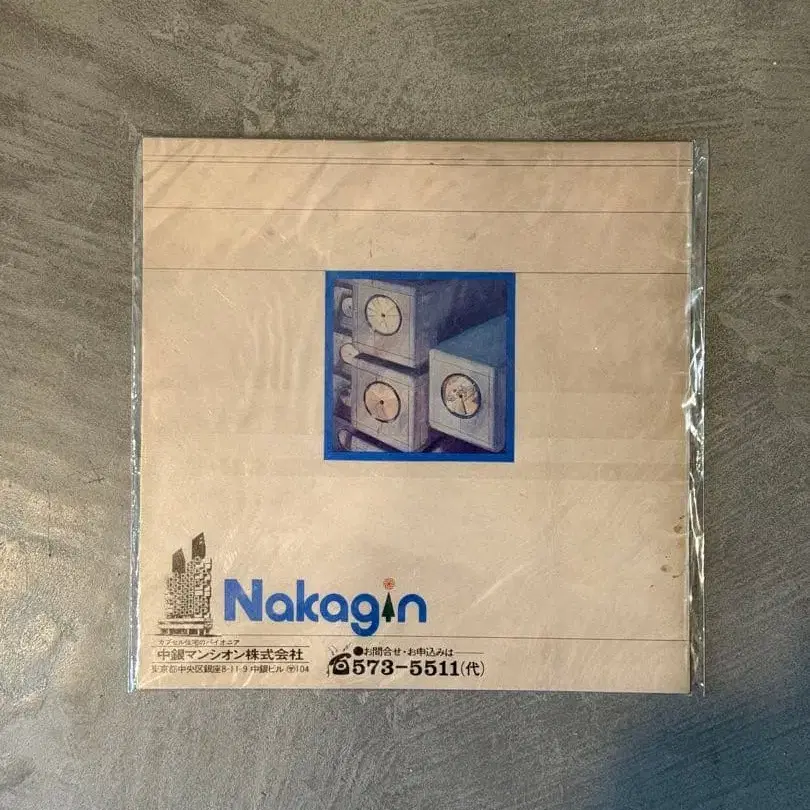 Nakagin
カプセル住宅のパイオニア
中銀マンション株式会社
東京都中央区銀座8-11-9 中銀ビル 〶104
●お問合せ・お申込みは
☎573-5511(代)